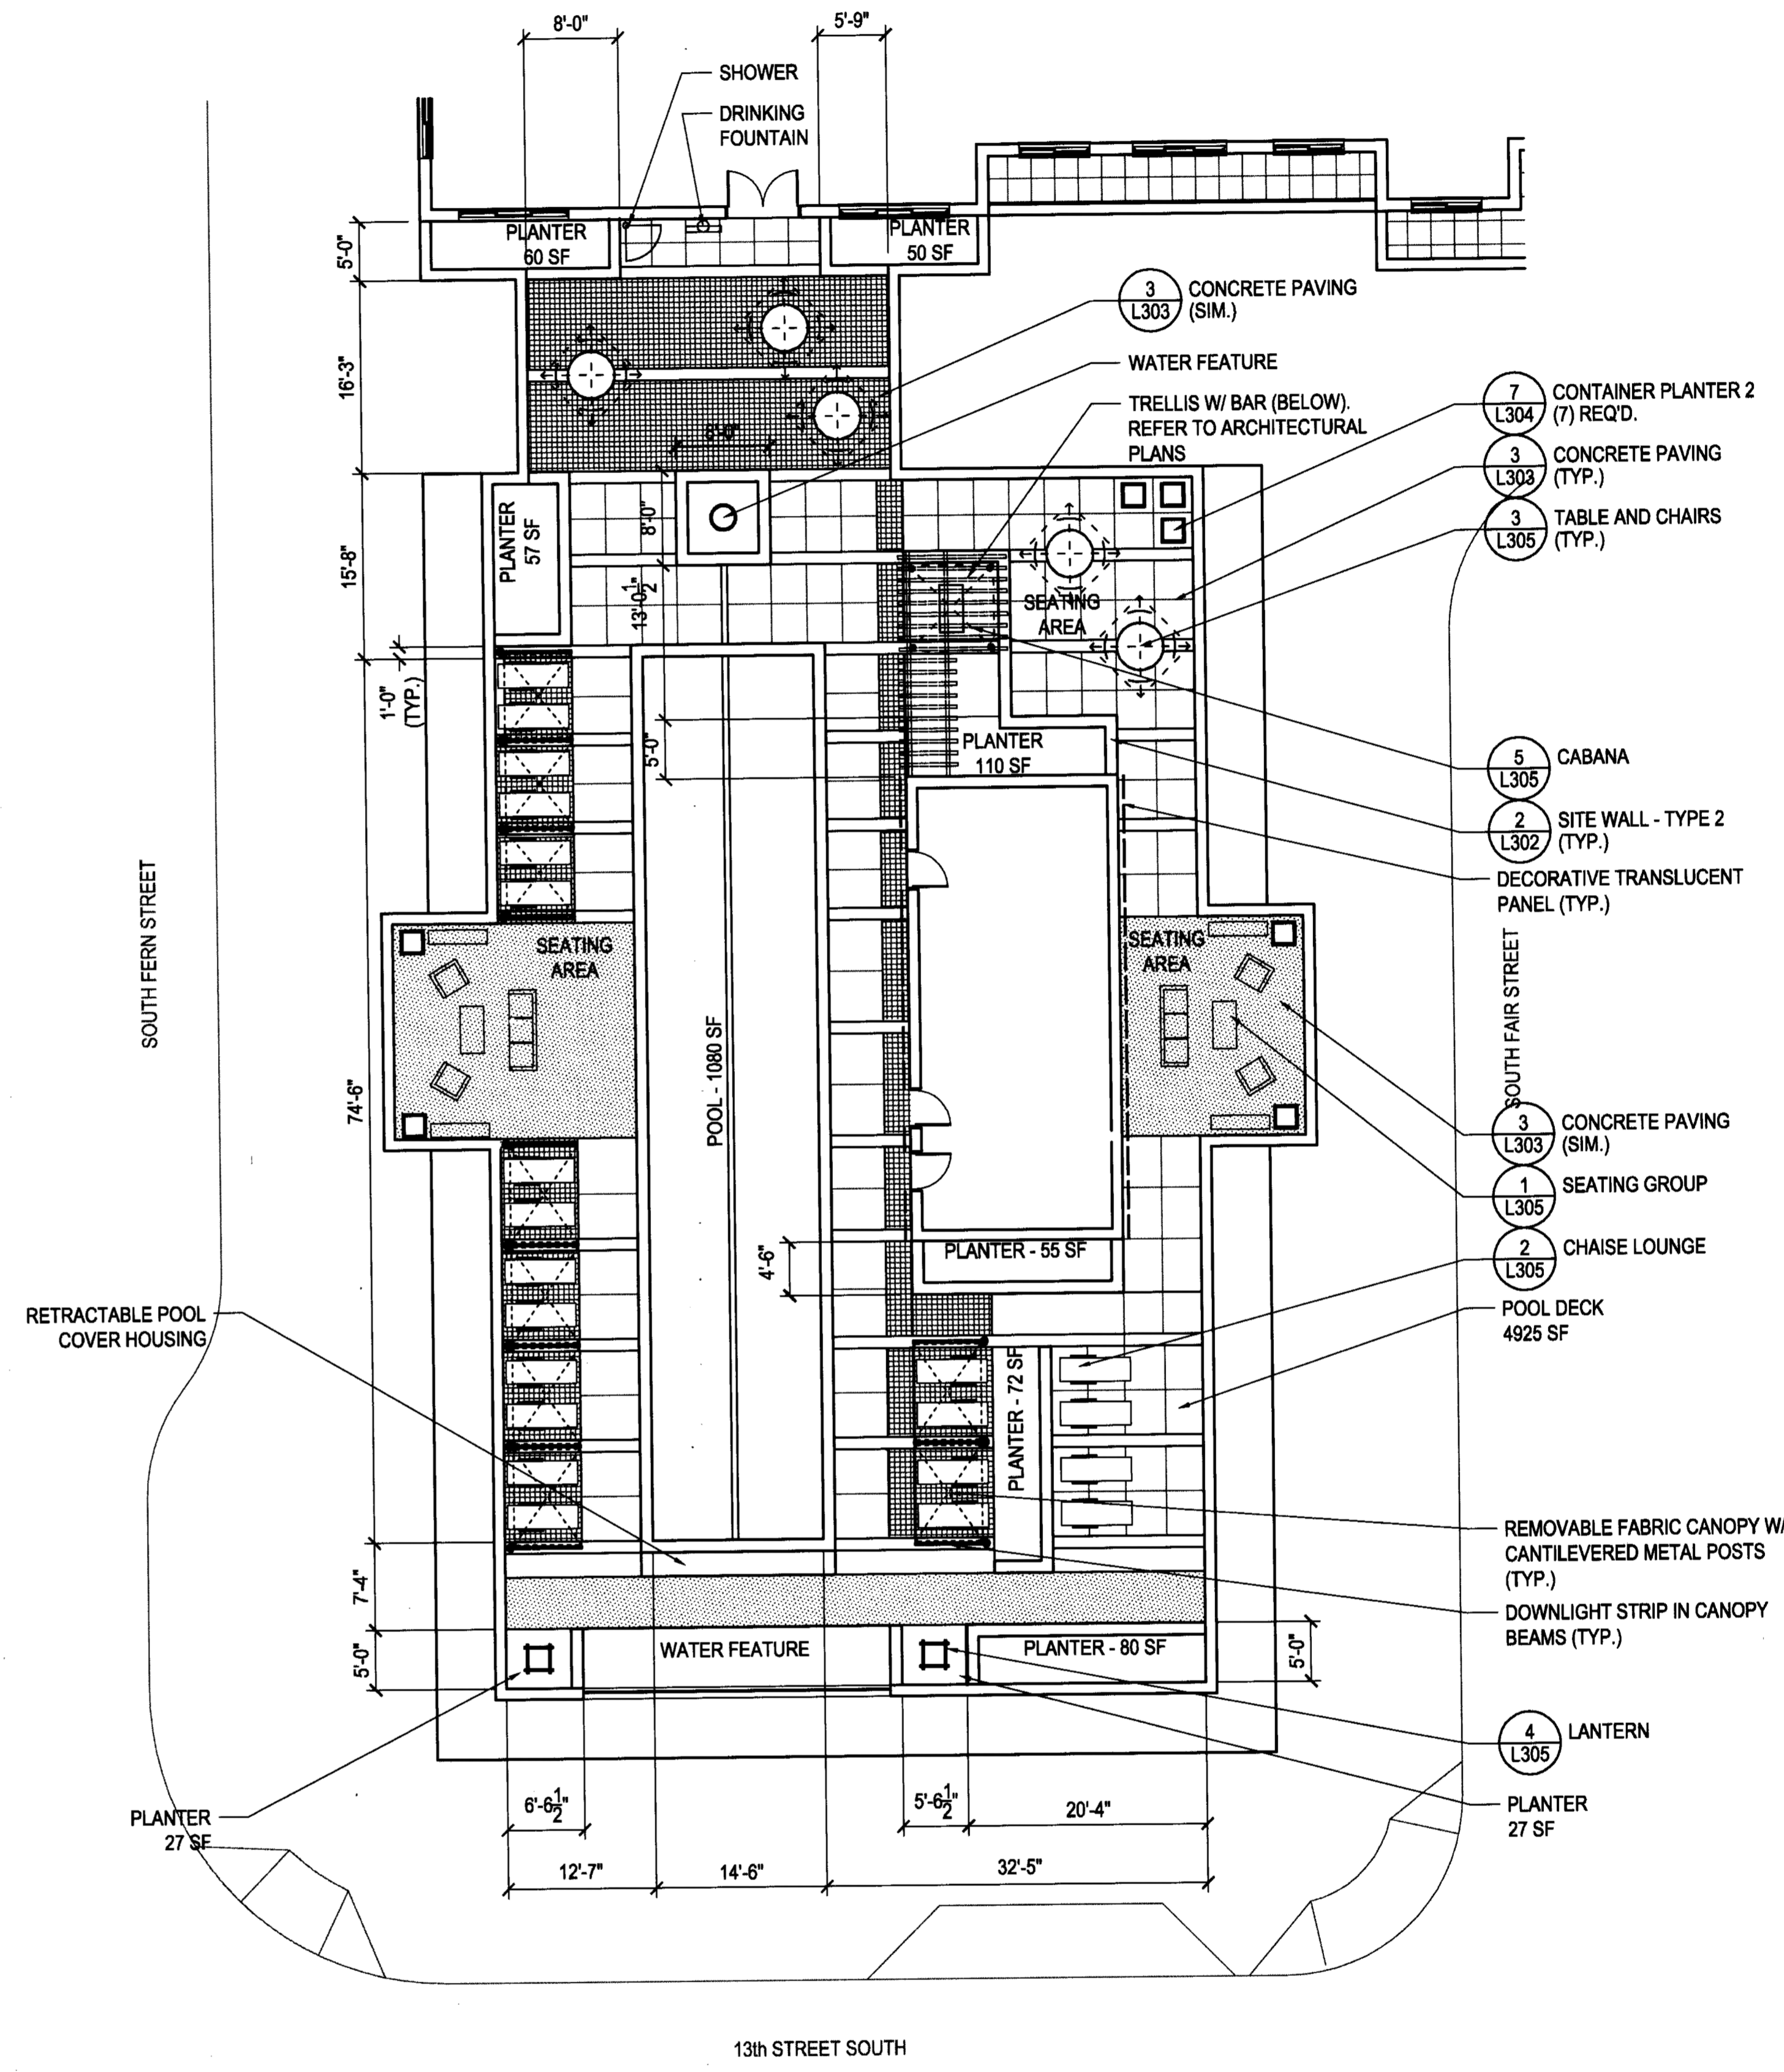 8'-0"
5'-9"
SHOWER
DRINKING
FOUNTAIN
PLANTER
60 SF
PLANTER
50 SF
5'-0"
16'-3"
15'-8"
1'-0"
(TYP.)
74'-6"
7'-4"
5'-0"
3
L303
CONCRETE PAVING
(SIM.)
WATER FEATURE
TRELLIS W/ BAR (BELOW).
REFER TO ARCHITECTURAL
PLANS
7
L304
CONTAINER PLANTER 2
(7) REQ'D.
3
L303
CONCRETE PAVING
(TYP.)
3
L305
TABLE AND CHAIRS
(TYP.)
8'-0"
8'-0"
13'-0 1/2"
5'-0"
PLANTER
57 SF
SEATING
AREA
PLANTER
110 SF
5
L305
CABANA
2
L302
SITE WALL - TYPE 2
(TYP.)
DECORATIVE TRANSLUCENT
PANEL (TYP.)
SOUTH FERN STREET
SEATING
AREA
SEATING
AREA
SOUTH FAIR STREET
POOL - 1080 SF
3
L303
CONCRETE PAVING
(SIM.)
1
L305
SEATING GROUP
2
L305
CHAISE LOUNGE
PLANTER - 55 SF
4'-6"
RETRACTABLE POOL
COVER HOUSING
POOL DECK
4925 SF
PLANTER - 72 SF
REMOVABLE FABRIC CANOPY W/
CANTILEVERED METAL POSTS
(TYP.)
DOWNLIGHT STRIP IN CANOPY
BEAMS (TYP.)
WATER FEATURE
PLANTER - 80 SF
5'-0"
4
L305
LANTERN
PLANTER
27 SF
PLANTER
27 SF
6'-6 1/2"
5'-6 1/2"
20'-4"
12'-7"
14'-6"
32'-5"
13th STREET SOUTH